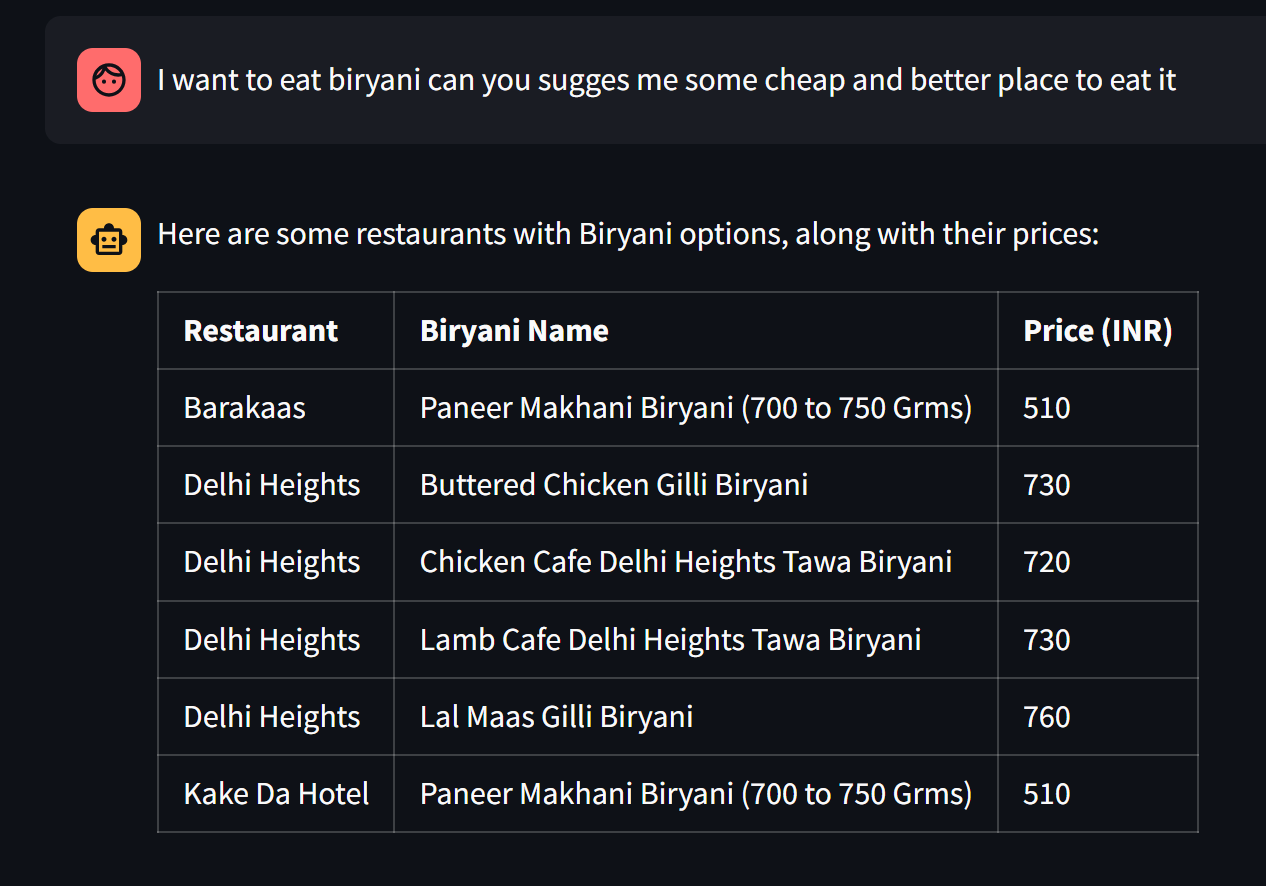 I want to eat biryani can you sugges me some cheap and better place to eat it
Here are some restaurants with Biryani options, along with their prices:
Restaurant Biryani Name Price (INR)
Barakaas Paneer Makhani Biryani (700 to 750 Grms) 510
Delhi Heights Buttered Chicken Gilli Biryani 730
Delhi Heights Chicken Cafe Delhi Heights Tawa Biryani 720
Delhi Heights Lamb Cafe Delhi Heights Tawa Biryani 730
Delhi Heights Lal Maas Gilli Biryani 760
Kake Da Hotel Paneer Makhani Biryani (700 to 750 Grms) 510